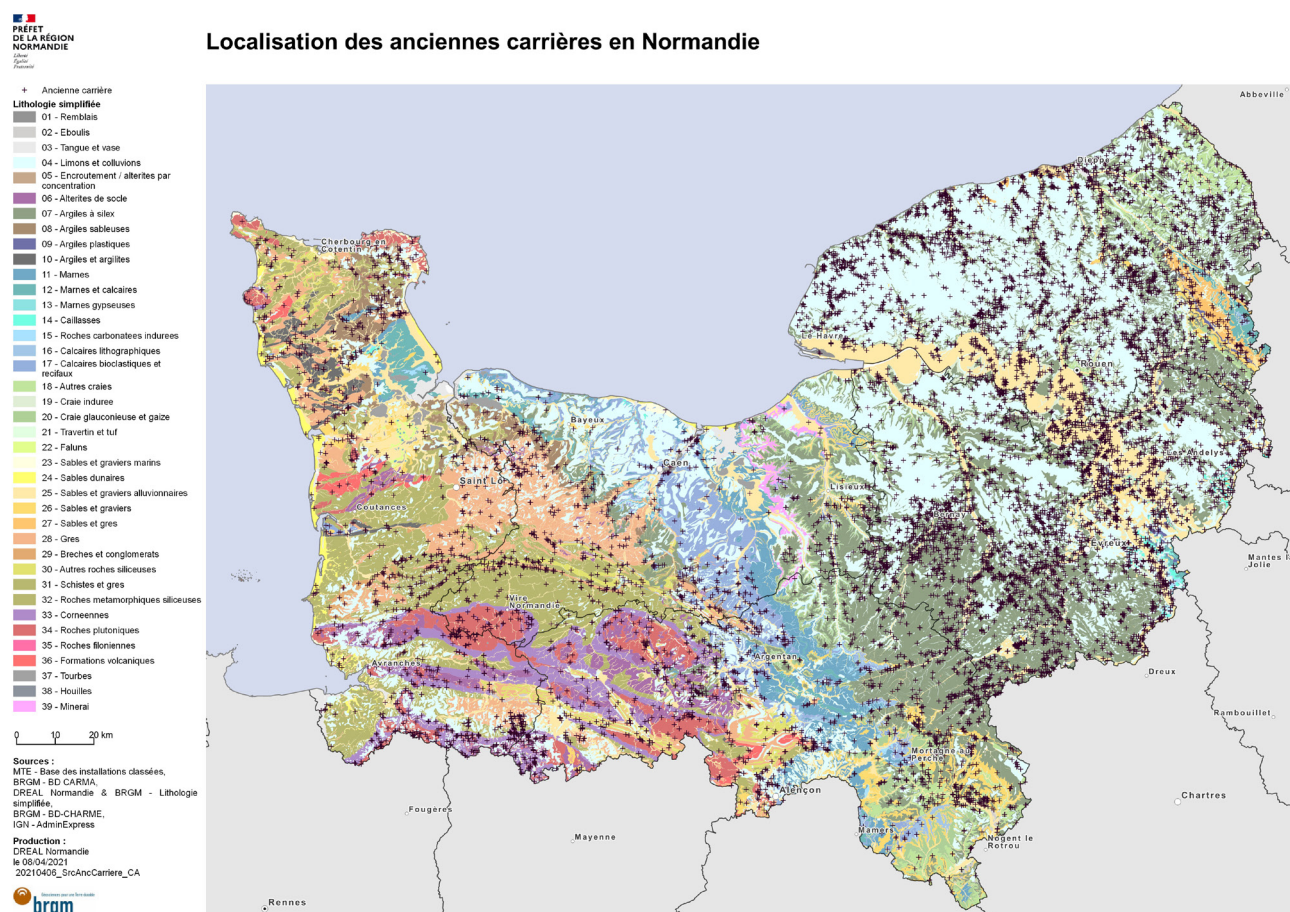 PRÉFET
DE LA RÉGION
NORMANDIE
Liberté
Égalité
Fraternité
Localisation des anciennes carrières en Normandie
+ Ancienne carrière
Lithologie simplifiée
01 - Remblais
02 - Eboulis
03 - Tangue et vase
04 - Limons et colluvions
05 - Encroutement / alterites par
concentration
06 - Alterites de socle
07 - Argiles à silex
08 - Argiles sableuses
09 - Argiles plastiques
10 - Argiles et argilites
11 - Marnes
12 - Marnes et calcaires
13 - Marnes gypseuses
14 - Caillasses
15 - Roches carbonatees indurees
16 - Calcaires lithographiques
17 - Calcaires bioclastiques et
recifaux
18 - Autres craies
19 - Craie induree
20 - Craie glauconieuse et gaize
21 - Travertin et tuf
22 - Faluns
23 - Sables et graviers marins
24 - Sables dunaires
25 - Sables et graviers alluvionnaires
26 - Sables et graviers
27 - Sables et gres
28 - Gres
29 - Breches et conglomerats
30 - Autres roches siliceuses
31 - Schistes et gres
32 - Roches metamorphiques siliceuses
33 - Corneennes
34 - Roches plutoniques
35 - Roches filoniennes
36 - Formations volcaniques
37 - Tourbes
38 - Houilles
39 - Minerai
0 10 20 km
Sources :
MTE - Base des installations classées,
BRGM - BD CARMA,
DREAL Normandie & BRGM - Lithologie
simplifiée,
BRGM - BD-CHARME,
IGN - AdminExpress
Production :
DREAL Normandie
le 08/04/2021
20210406_SrcAncCarriere_CA
brgm
Abbeville
Dieppe
Cherbourg en
Cotentin
Le Havre
Rouen
Bayeux
Caen
Les Andelys
Saint Lô
Lisieux
Coutances
Bernay
Evreux
Mantes la
Jolie
Vire
Normandie
Argentan
Avranches
Dreux
Rambouillet
Mortagne au
Perche
Alençon
Chartres
Fougères
Mamers
Mayenne
Nogent le
Rotrou
Rennes